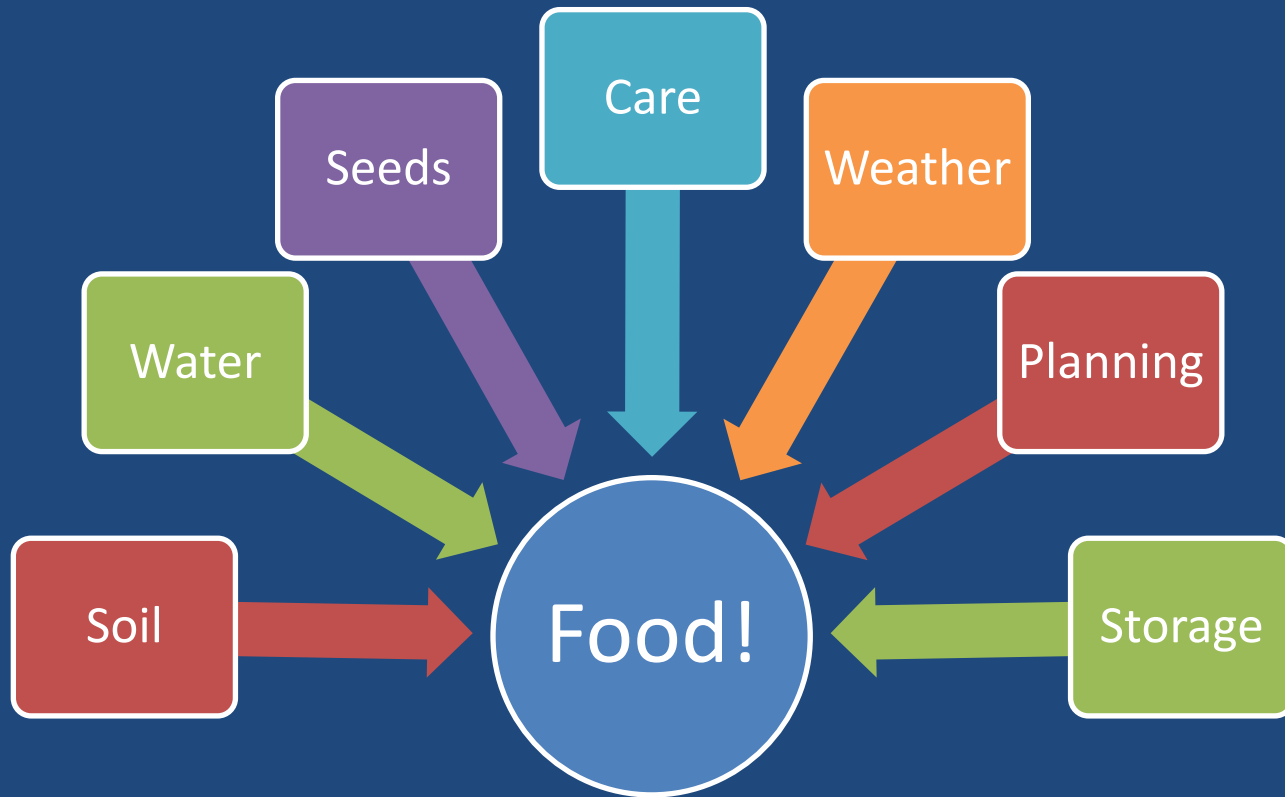 Care
Seeds
Weather
Water
Planning
Soil
Food!
Storage